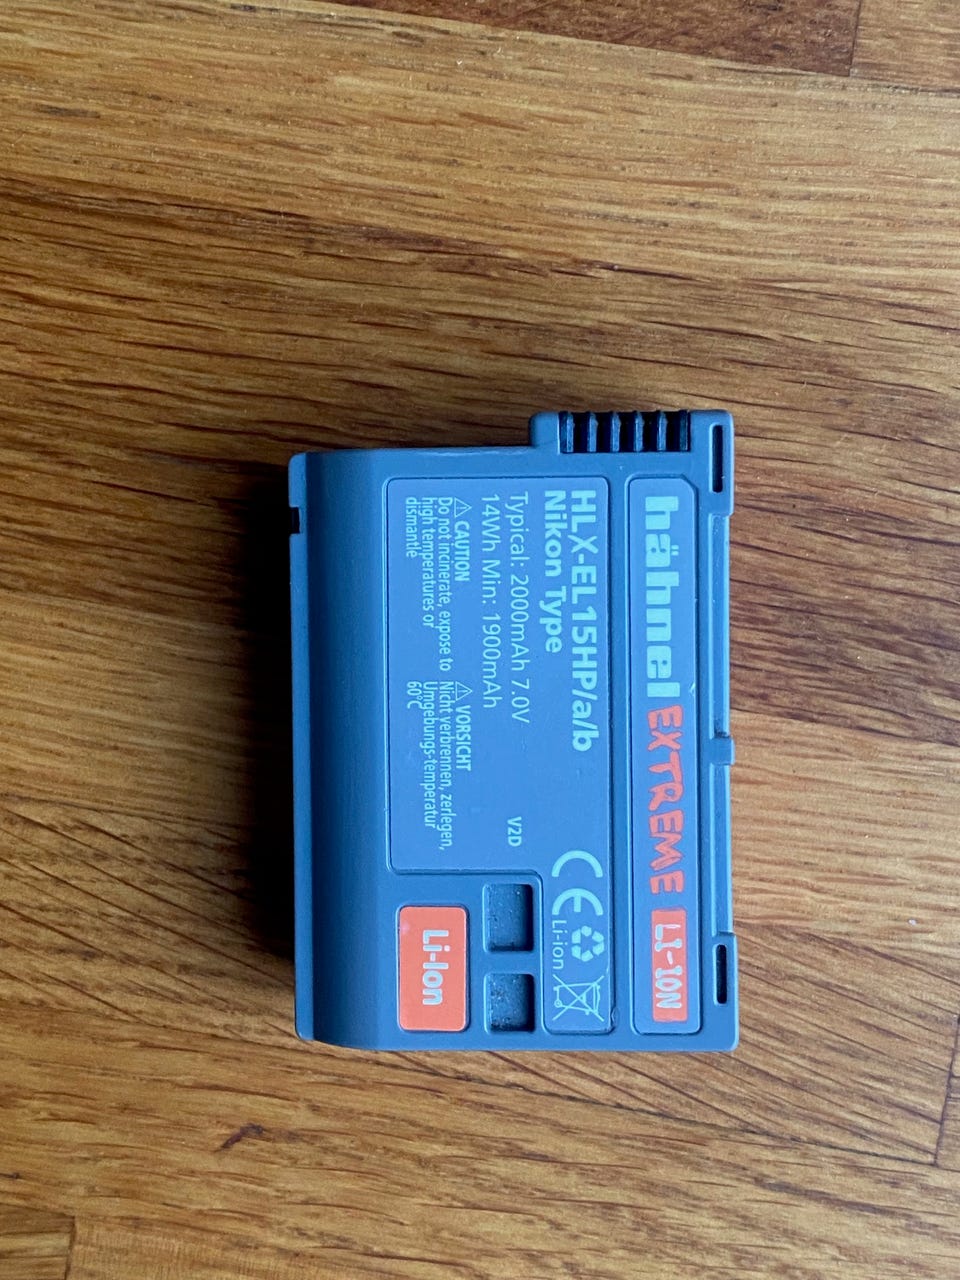 hähnel EXTREME LI-ION
HLX-EL15HP/a/b
Nikon Type
Typical: 2000mAh 7.0V
14Wh Min: 1900mAh
V2D
Li-ion
⚠ CAUTION
Do not incinerate, expose to
high temperatures or
dismantle
⚠ VORSICHT
Nicht verbrennen, zerlegen,
Umgebungs-temperatur
60°C
CE
Li-Ion